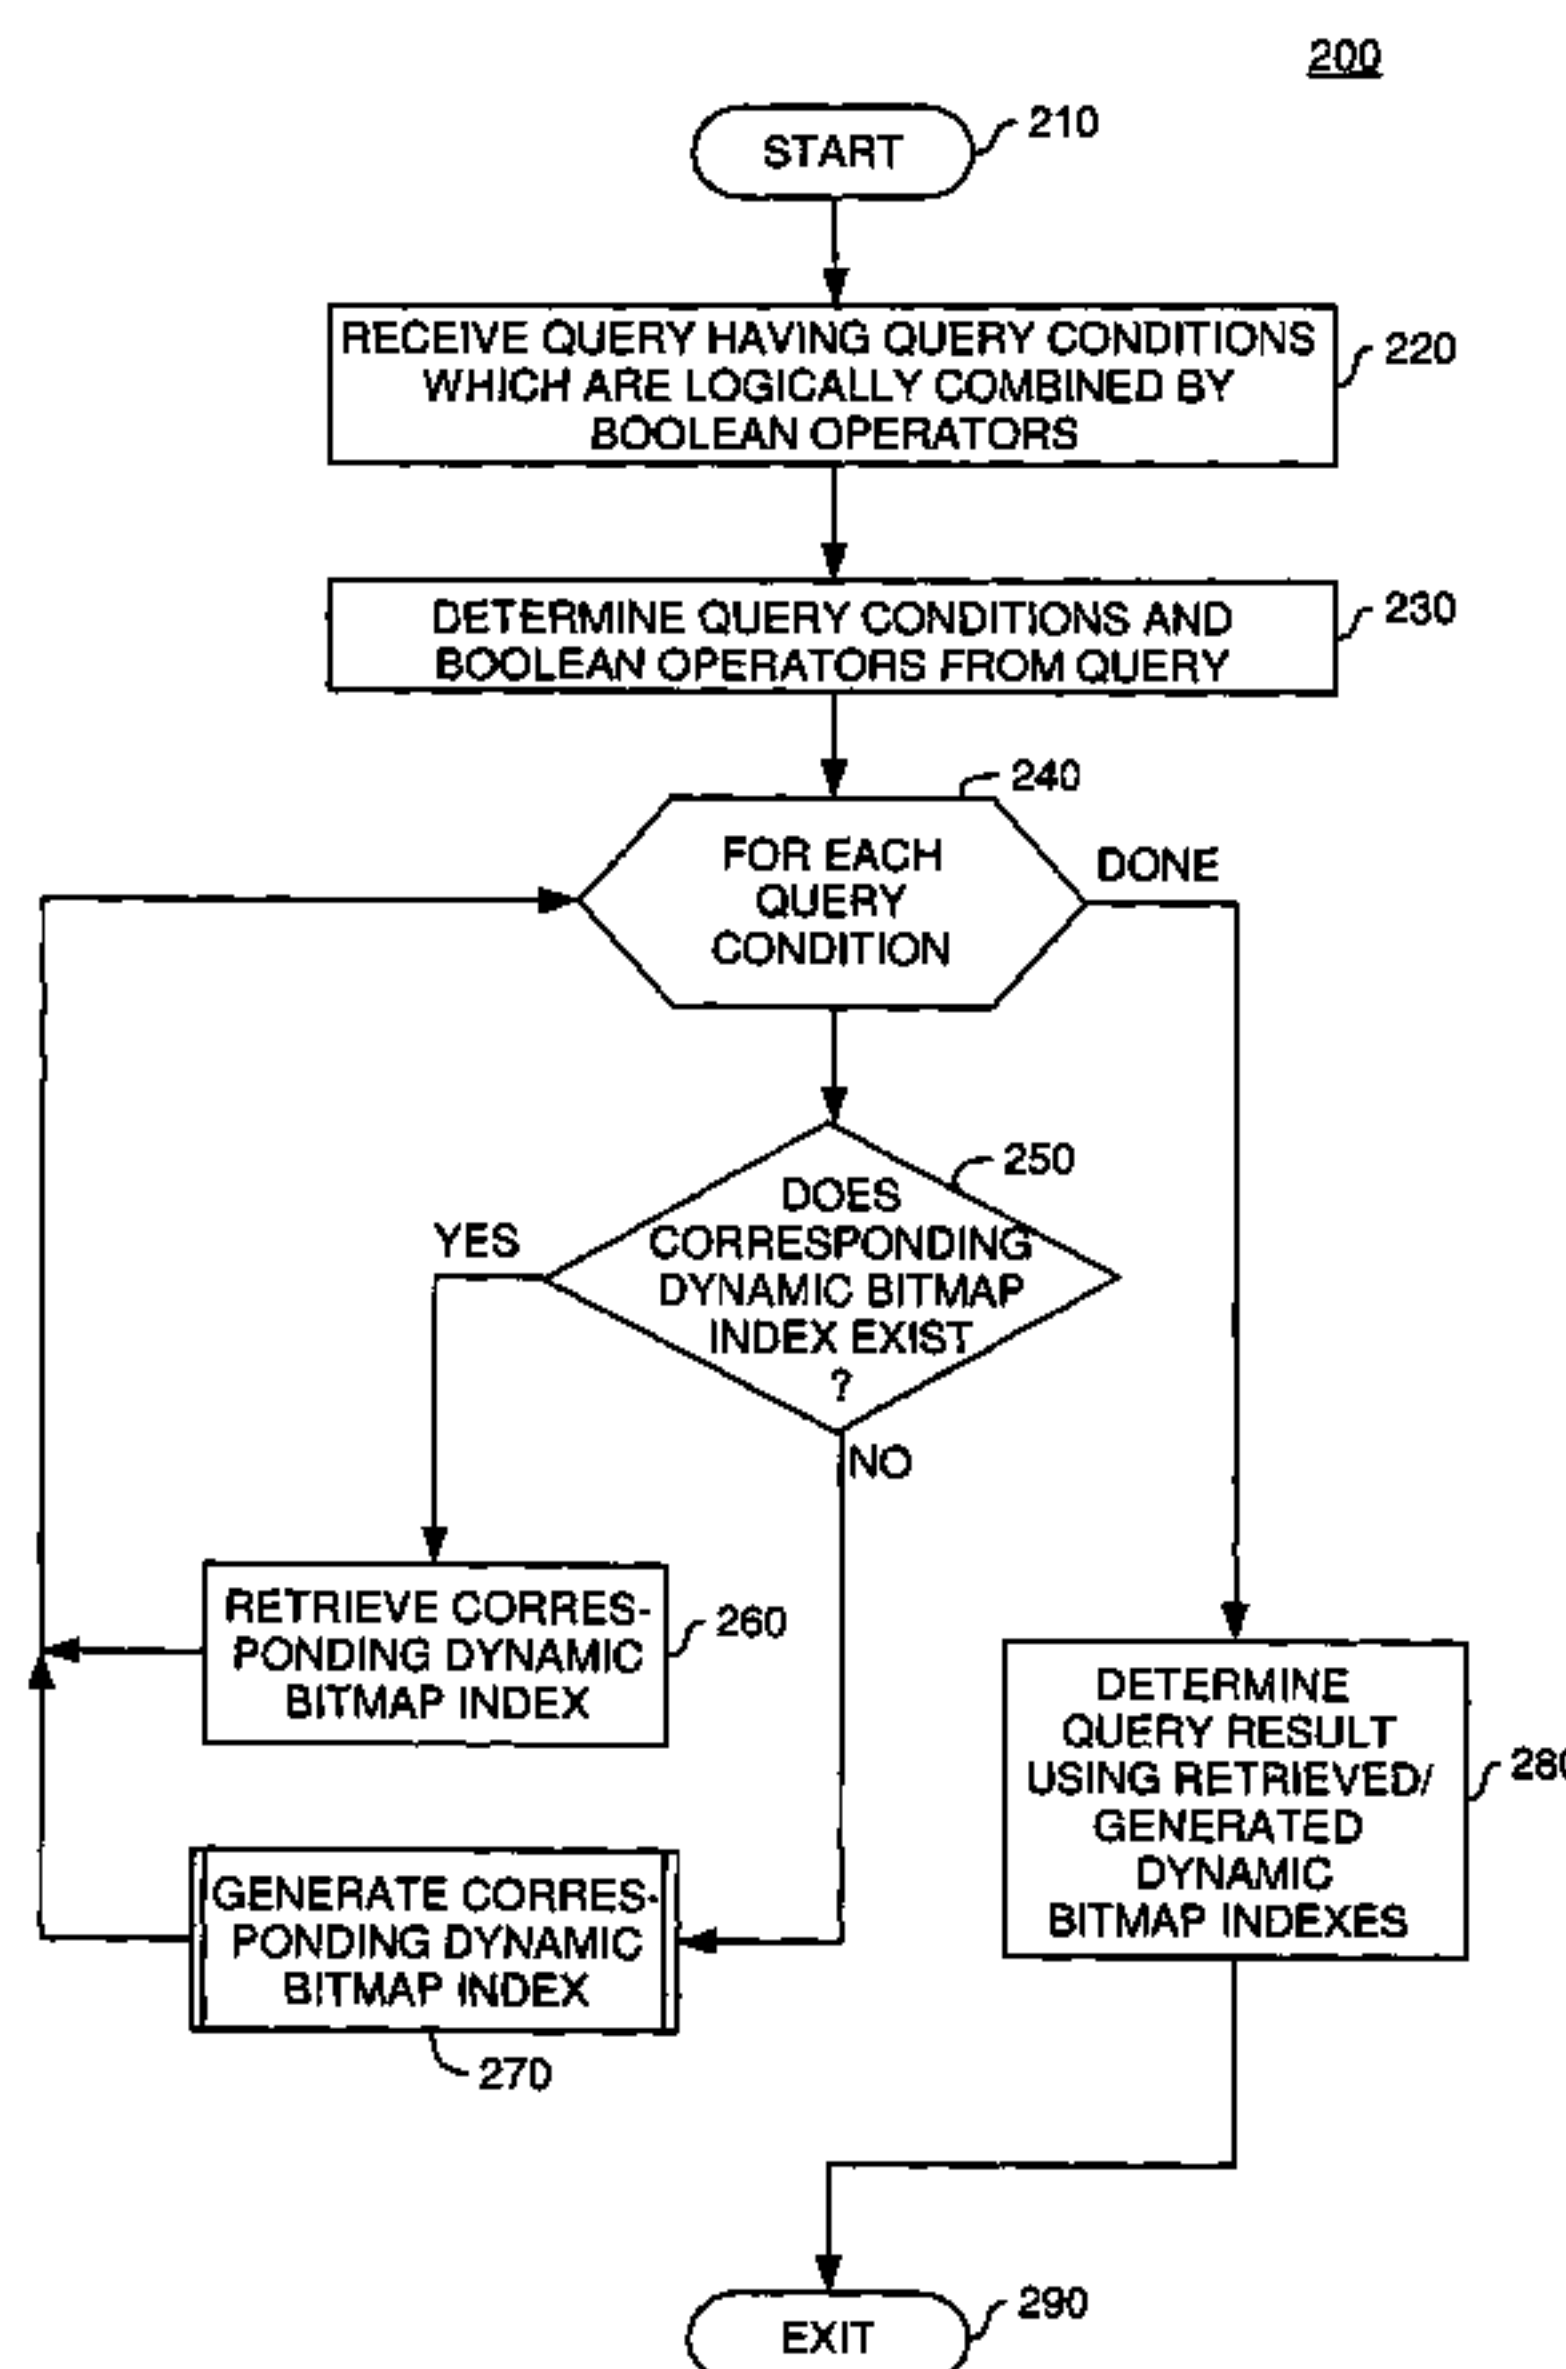 200
START
210
RECEIVE QUERY HAVING QUERY CONDITIONS
WHICH ARE LOGICALLY COMBINED BY
BOOLEAN OPERATORS
220
DETERMINE QUERY CONDITIONS AND
BOOLEAN OPERATORS FROM QUERY
230
240
FOR EACH
QUERY
CONDITION
DONE
250
DOES
CORRESPONDING
DYNAMIC BITMAP
INDEX EXIST
?
YES
NO
RETRIEVE CORRES-
PONDING DYNAMIC
BITMAP INDEX
260
DETERMINE
QUERY RESULT
USING RETRIEVED/
GENERATED
DYNAMIC
BITMAP INDEXES
280
GENERATE CORRES-
PONDING DYNAMIC
BITMAP INDEX
270
EXIT
290